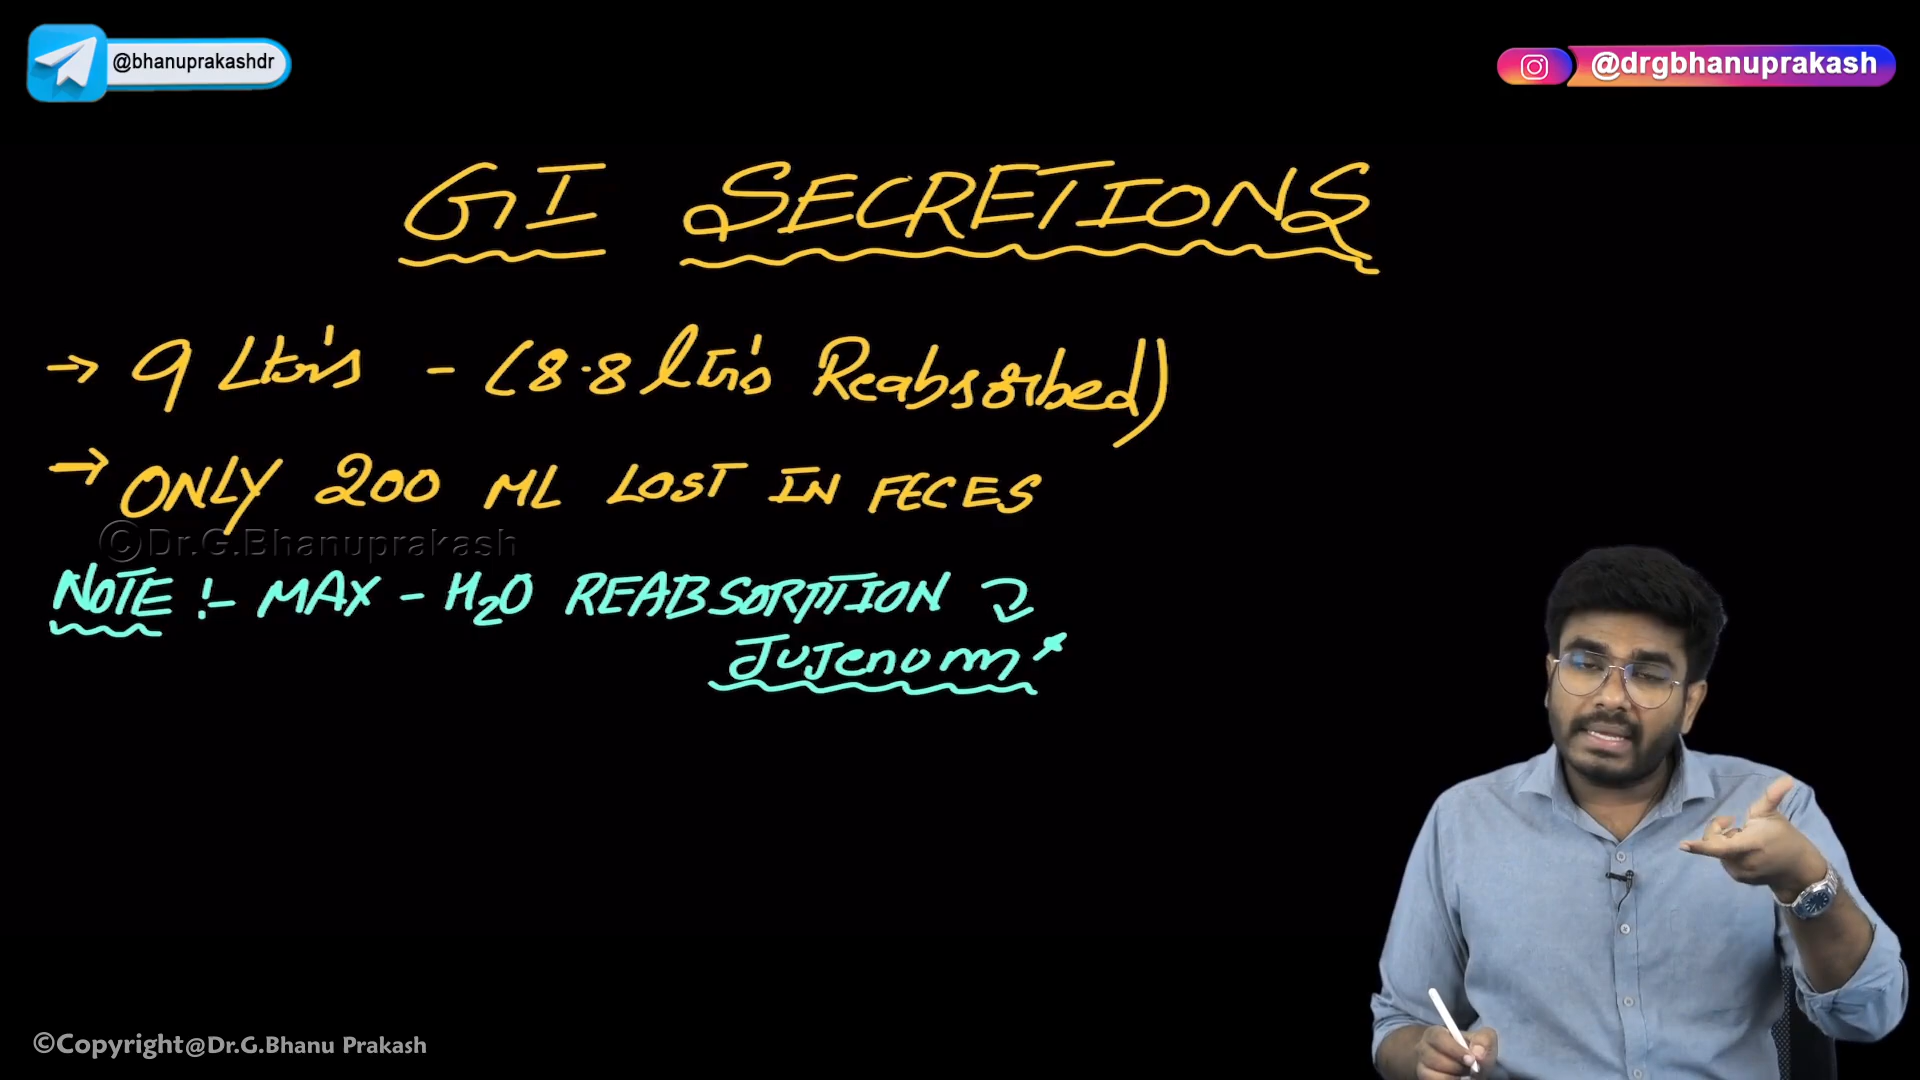 @bhanuprakashdr
@drgbhanuprakash
GI SECRETIONS
→ 9 Ltrs - (8.8 ltrs Reabsorbed)
→ ONLY 200 ML LOST IN FECES
©Dr.G.Bhanuprakash
NOTE :- MAX - H2O REABSORPTION
JUJenom*
©Copyright@Dr.G.Bhanu Prakash